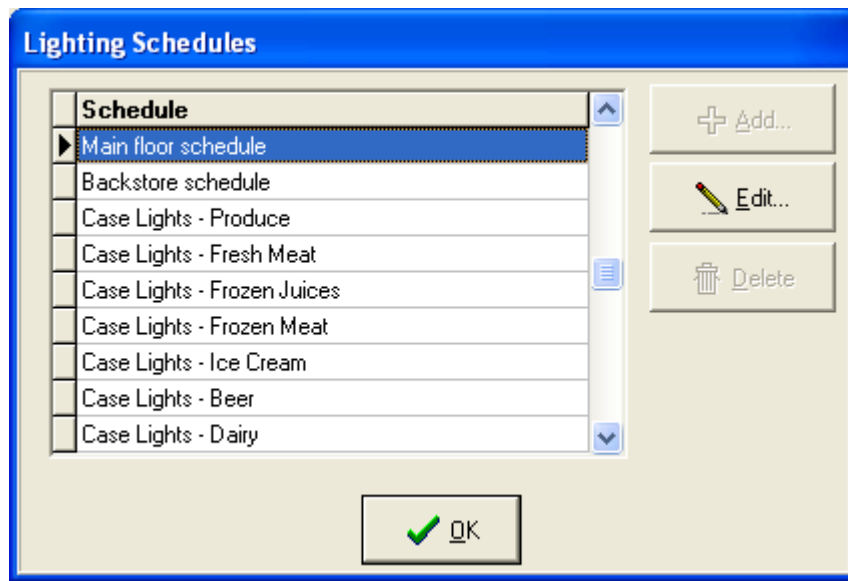 Lighting Schedules
Schedule
Main floor schedule
Backstore schedule
Case Lights - Produce
Case Lights - Fresh Meat
Case Lights - Frozen Juices
Case Lights - Frozen Meat
Case Lights - Ice Cream
Case Lights - Beer
Case Lights - Dairy
Add...
Edit...
Delete
OK